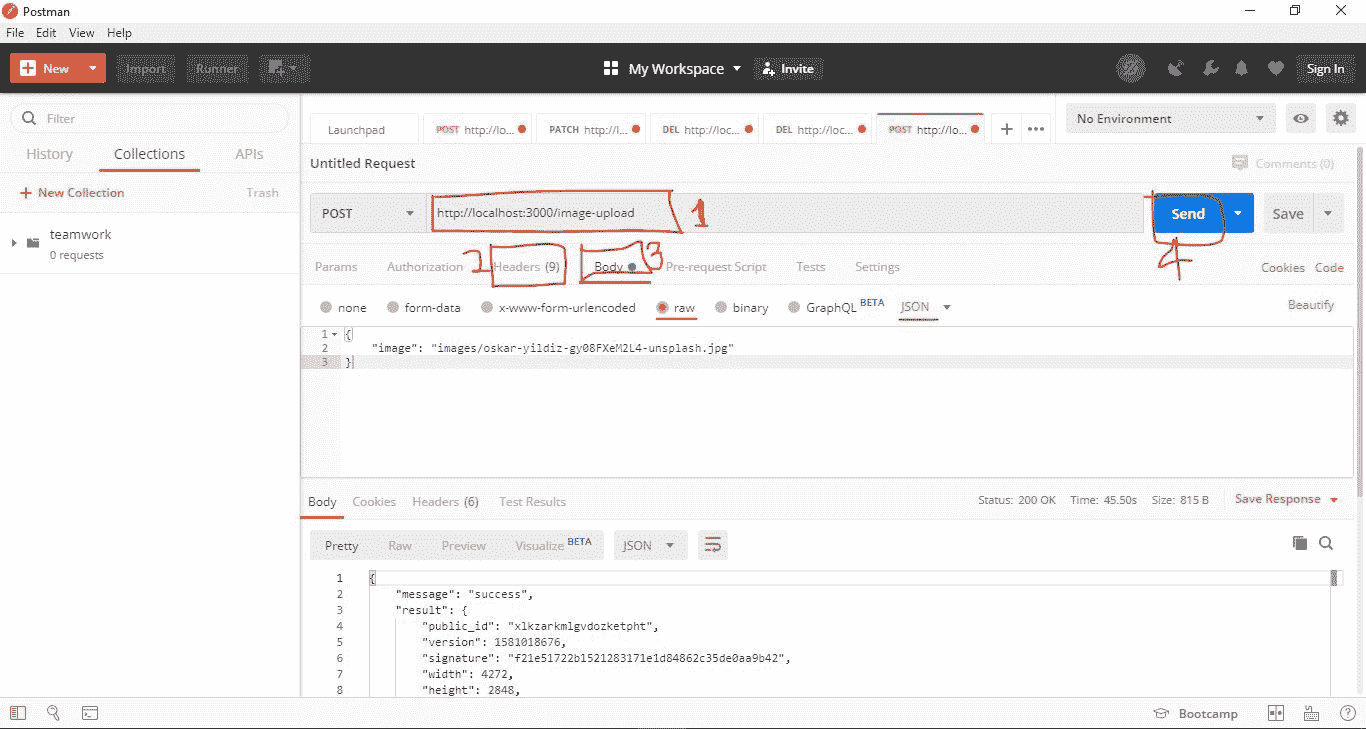 Postman
File Edit View Help
New Import Runner My Workspace Invite Sign In
Filter
History Collections APIs
New Collection Trash
teamwork
0 requests
Launchpad POST http://lo... PATCH http://l... DEL http://loc... DEL http://loc... POST http://lo... No Environment
Untitled Request Comments (0)
POST http://localhost:3000/image-upload 1 Send Save
Params Authorization 2 Headers (9) Body 3 Pre-request Script Tests Settings 4 Cookies Code
none form-data x-www-form-urlencoded raw binary GraphQL BETA JSON Beautify
1 {
2 "image": "images/oskar-yildiz-gy08FXeM2L4-unsplash.jpg"
3 }
Body Cookies Headers (6) Test Results Status: 200 OK Time: 45.50s Size: 815 B Save Response
Pretty Raw Preview Visualize BETA JSON
1 {
2 "message": "success",
3 "result": {
4 "public_id": "xlkzarkmlgvdozketpht",
5 "version": 1581018676,
6 "signature": "f21e51722b1521283171e1d84862c35de0aa9b42",
7 "width": 4272,
8 "height": 2848,
Bootcamp